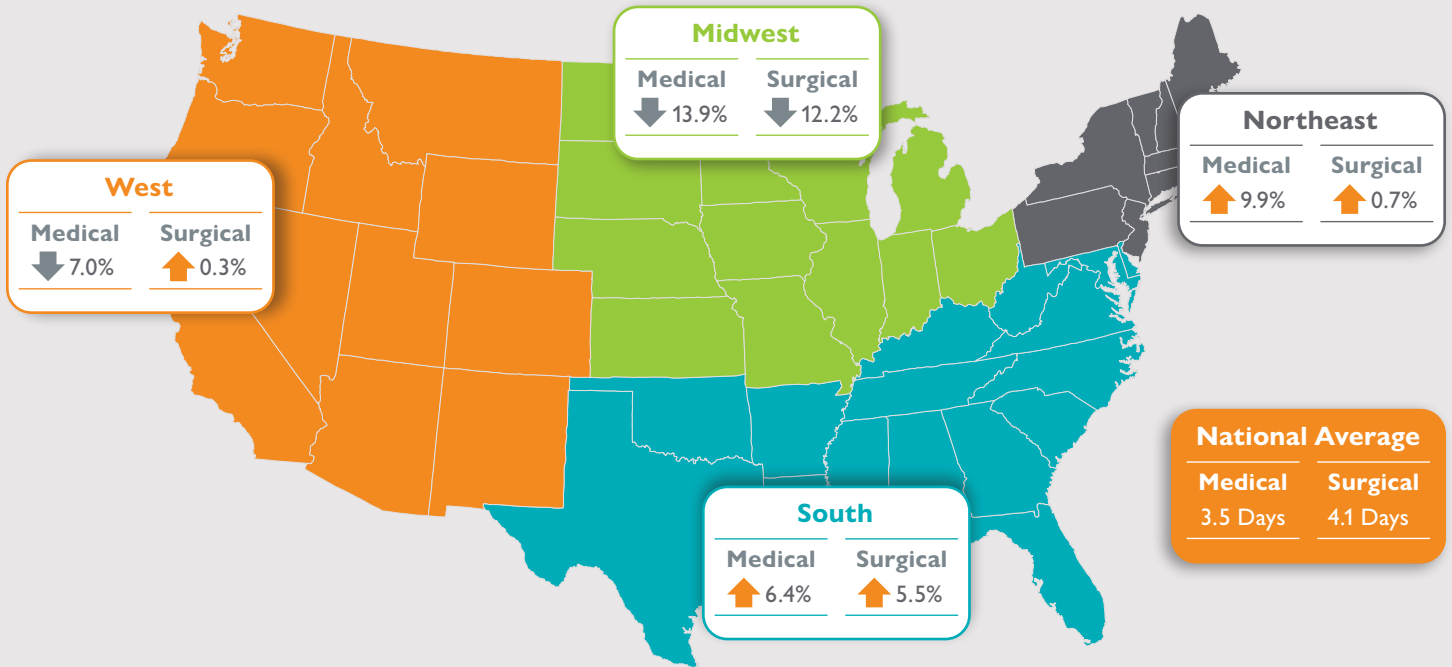 Midwest
Medical Surgical
13.9% 12.2%
Northeast
Medical Surgical
9.9% 0.7%
West
Medical Surgical
7.0% 0.3%
National Average
Medical Surgical
3.5 Days 4.1 Days
South
Medical Surgical
6.4% 5.5%